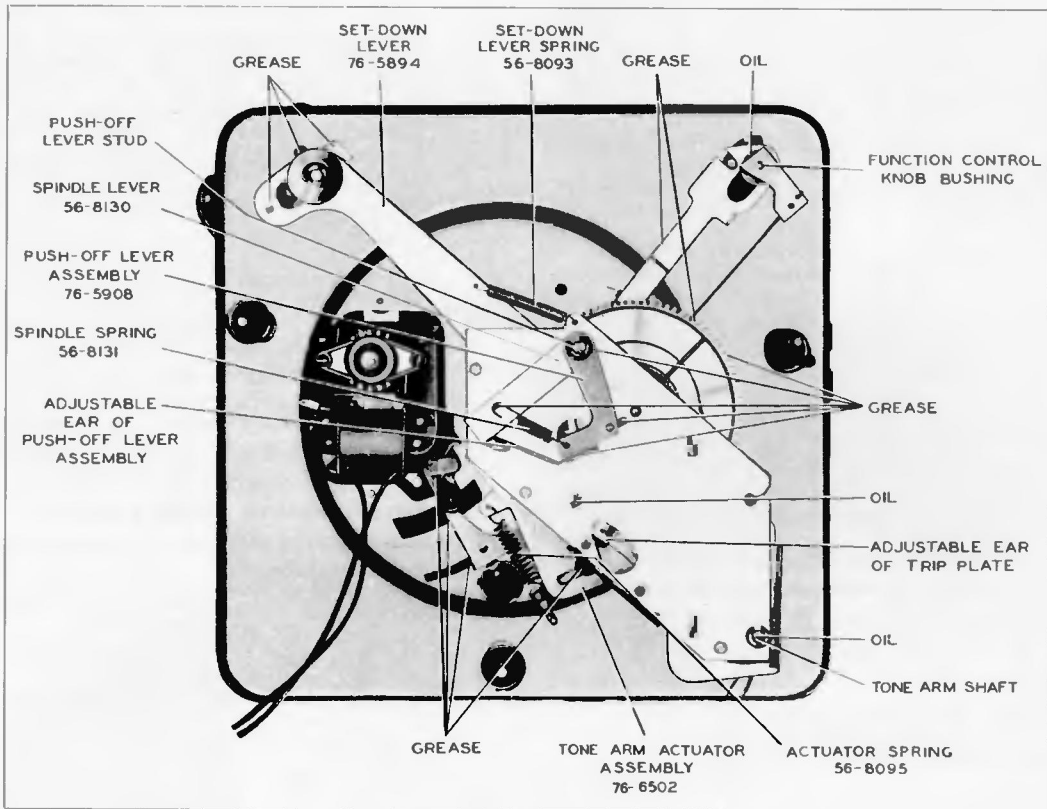 GREASE
SET-DOWN
LEVER
76-5894
SET-DOWN
LEVER SPRING
56-8093
GREASE
OIL
PUSH-OFF
LEVER STUD
SPINDLE LEVER
56-8130
PUSH-OFF LEVER
ASSEMBLY
76-5908
SPINDLE SPRING
56-8131
ADJUSTABLE
EAR OF
PUSH-OFF LEVER
ASSEMBLY
FUNCTION CONTROL
KNOB BUSHING
GREASE
OIL
ADJUSTABLE EAR
OF TRIP PLATE
OIL
TONE ARM SHAFT
GREASE
TONE ARM ACTUATOR
ASSEMBLY
76-6502
ACTUATOR SPRING
56-8095